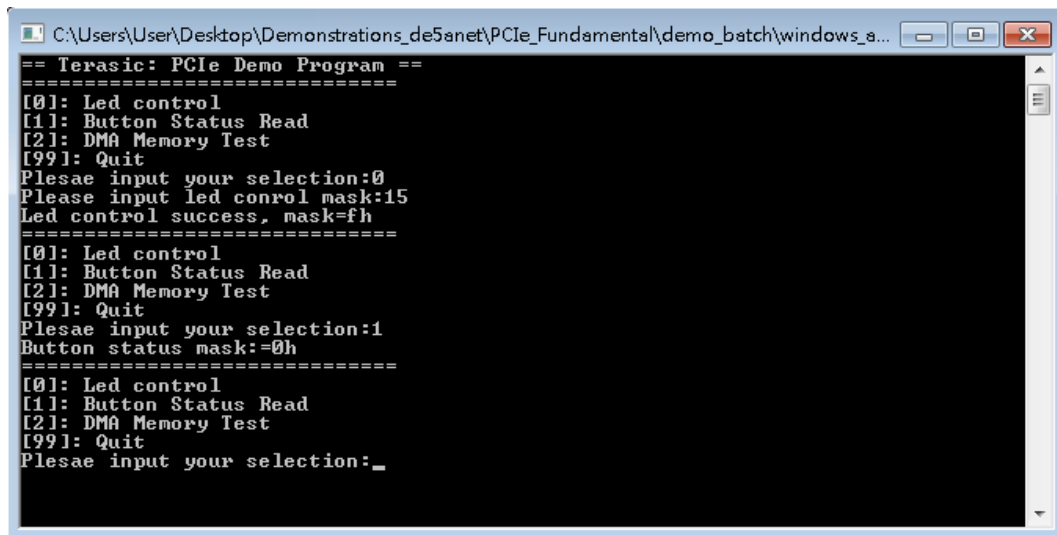 C:\Users\User\Desktop\Demonstrations_de5anet\PCIe_Fundamental\demo_batch\windows_a...
== Terasic: PCIe Demo Program ==
==============================
[0]: Led control
[1]: Button Status Read
[2]: DMA Memory Test
[99]: Quit
Plesae input your selection:0
Please input led conrol mask:15
Led control success, mask=fh
==============================
[0]: Led control
[1]: Button Status Read
[2]: DMA Memory Test
[99]: Quit
Plesae input your selection:1
Button status mask:=0h
==============================
[0]: Led control
[1]: Button Status Read
[2]: DMA Memory Test
[99]: Quit
Plesae input your selection:_